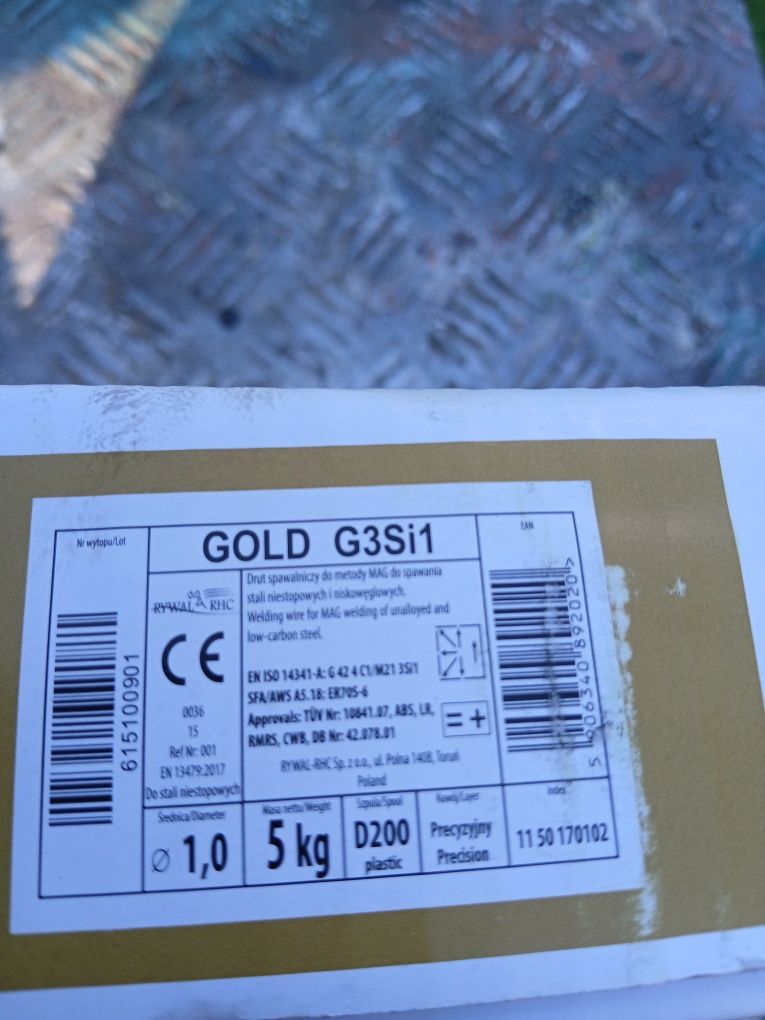 Nr wytopu/Lot
615100901
GOLD G3Si1
RYWAL RHC
CE
0036
15
Ref Nr: 001
EN 13479:2017
Do stali niestopowych
Drut spawalniczy do metody MAG do spawania
stali niestopowych i niskowęglowych.
Welding wire for MAG welding of unalloyed and
low-carbon steel.
EN ISO 14341-A: G 42 4 C1/M21 3Si1
SFA/AWS A5.18: ER70S-6
Approvals: TÜV Nr: 10841.07, ABS, LR,
RMRS, CWB, DB Nr: 42.078.01
= +
RYWAL-RHC Sp. z o.o., ul. Polna 140B, Toruń
Poland
EAN
5 906340 892020 >
Średnica/Diameter
Ø 1,0
Masa netto/Weight
5 kg
Szpula/Spool
D200
plastic
Nawój/Layer
Precyzyjny
Precision
Index
11 50 170102